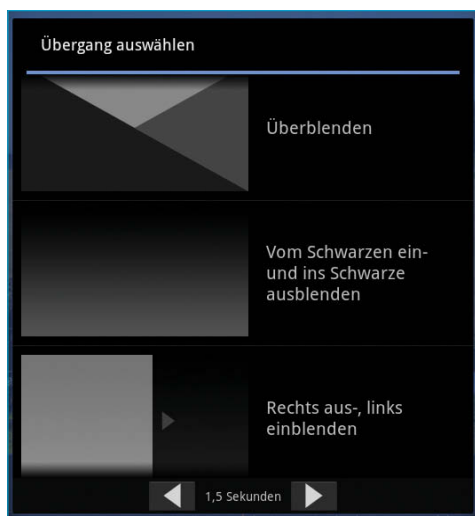 Übergang auswählen
Überblenden
Vom Schwarzen ein-
und ins Schwarze
ausblenden
Rechts aus-, links
einblenden
1,5 Sekunden